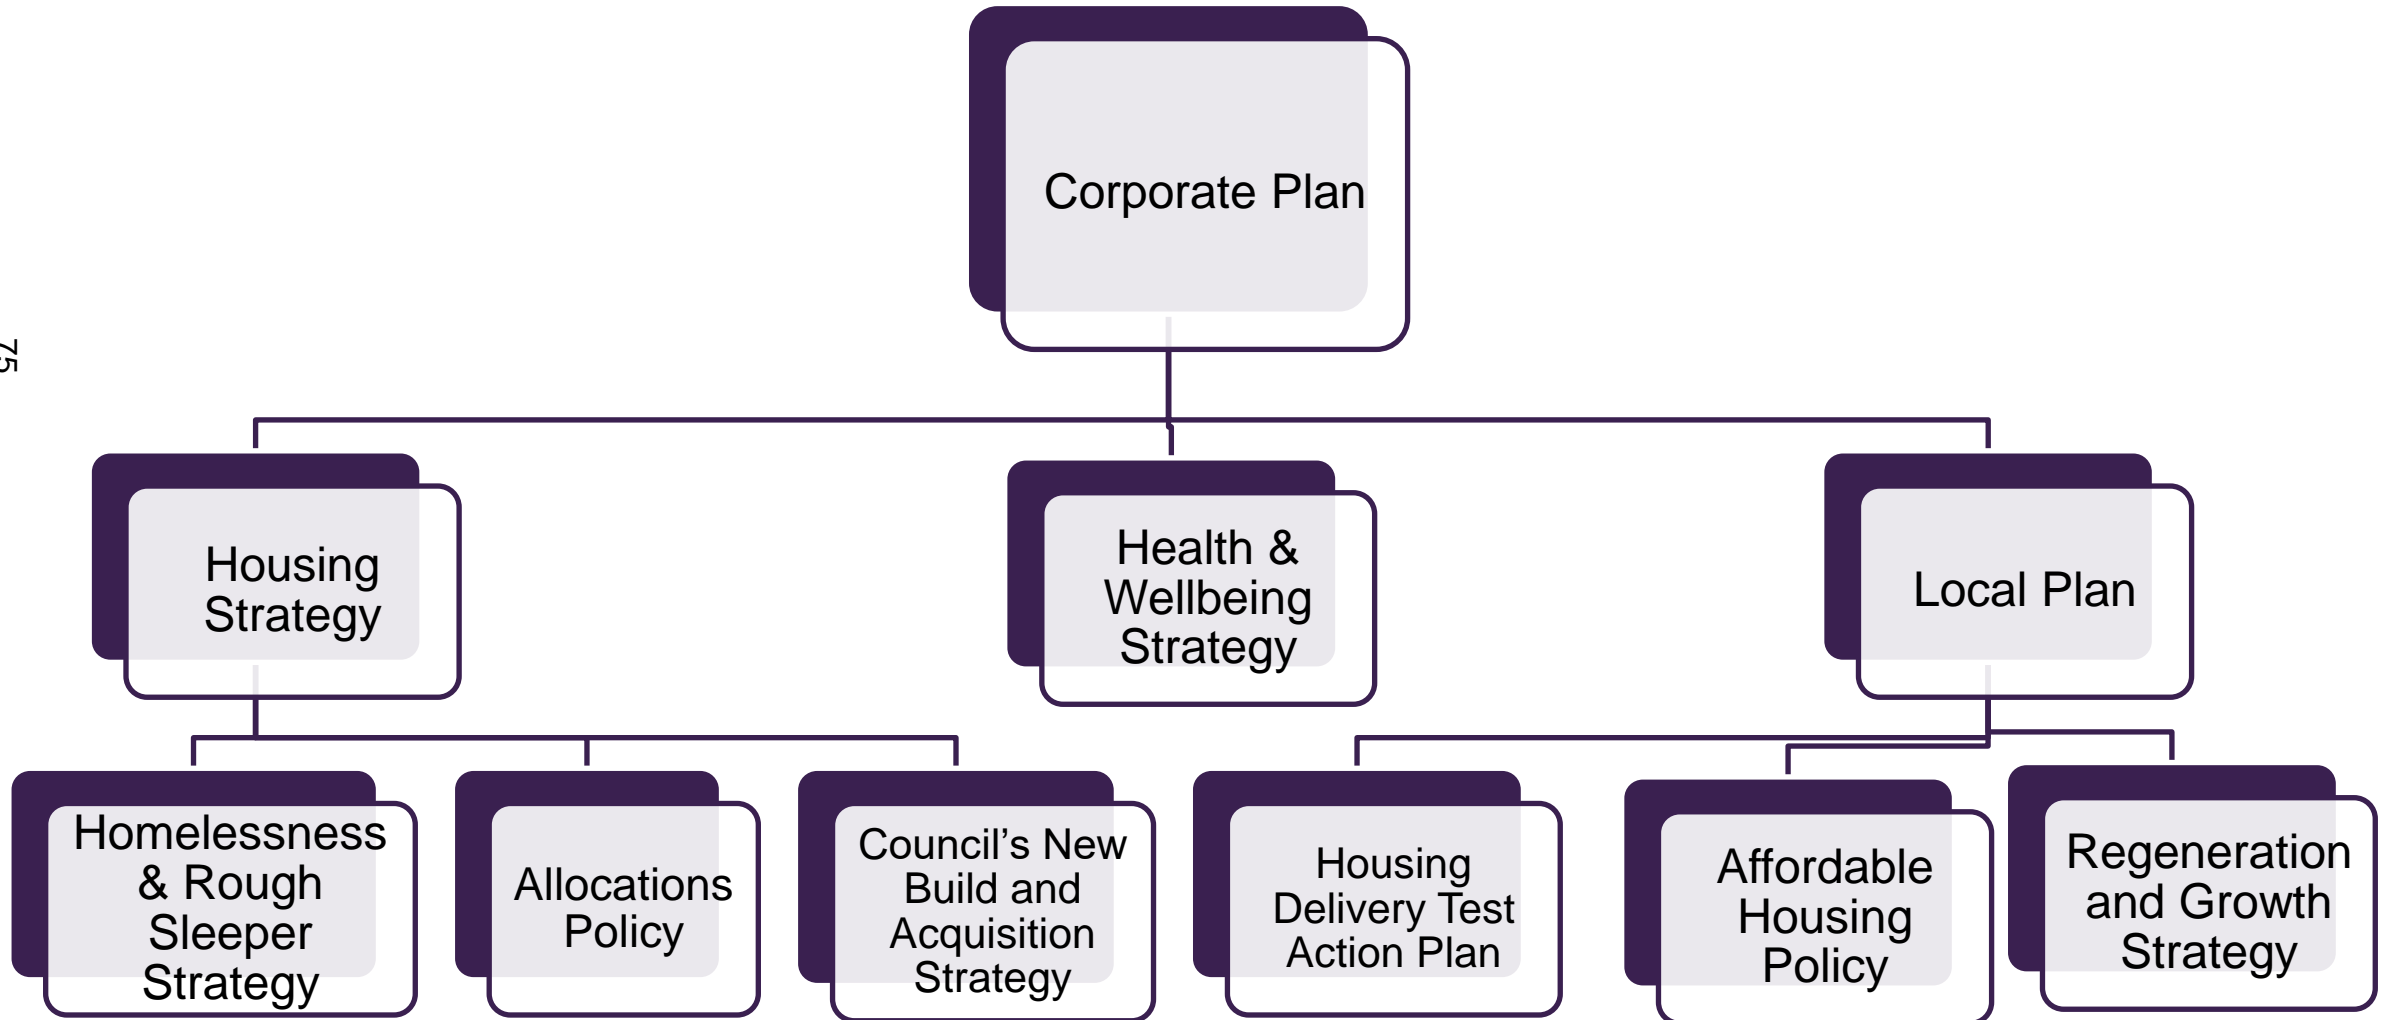 Corporate Plan
75
Housing
Strategy
Health &
Wellbeing
Strategy
Local Plan
Homelessness
& Rough
Sleeper
Strategy
Allocations
Policy
Council’s New
Build and
Acquisition
Strategy
Housing
Delivery Test
Action Plan
Affordable
Housing
Policy
Regeneration
and Growth
Strategy